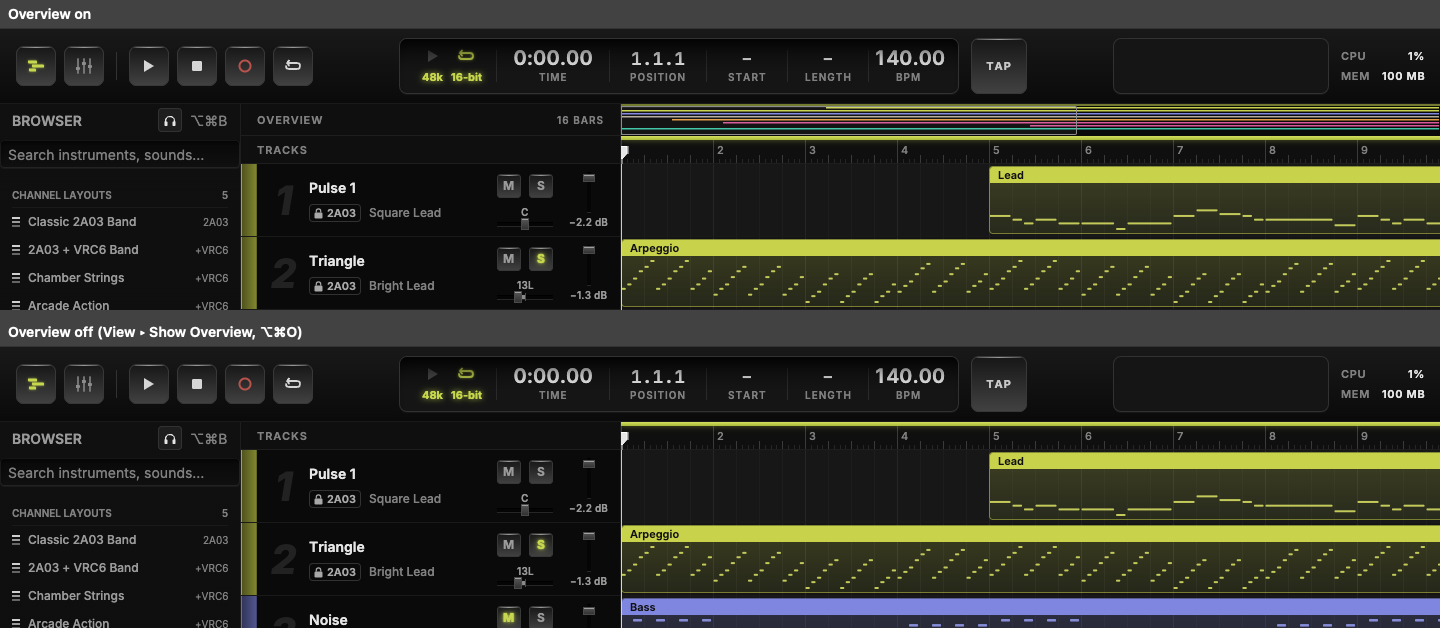 Overview on
48k 16-bit
0:00.00
TIME
1.1.1
POSITION
–
START
–
LENGTH
140.00
BPM
TAP
CPU 1%
MEM 100 MB
BROWSER ⌥⌘B
OVERVIEW 16 BARS
Search instruments, sounds...
TRACKS
2 3 4 5 6 7 8 9
CHANNEL LAYOUTS 5
Classic 2A03 Band 2A03
2A03 + VRC6 Band +VRC6
Chamber Strings +VRC6
Arcade Action +VRC6
1 Pulse 1 M S
2A03 Square Lead C –2.2 dB
Lead
2 Triangle M S
2A03 Bright Lead 13L –1.3 dB
Arpeggio
Overview off (View ▸ Show Overview, ⌥⌘O)
48k 16-bit
0:00.00
TIME
1.1.1
POSITION
–
START
–
LENGTH
140.00
BPM
TAP
CPU 1%
MEM 100 MB
BROWSER ⌥⌘B
TRACKS
2 3 4 5 6 7 8 9
Search instruments, sounds...
CHANNEL LAYOUTS 5
Classic 2A03 Band 2A03
2A03 + VRC6 Band +VRC6
Chamber Strings +VRC6
Arcade Action +VRC6
1 Pulse 1 M S
2A03 Square Lead C –2.2 dB
Lead
2 Triangle M S
2A03 Bright Lead 13L –1.3 dB
Arpeggio
Noise M S
Bass